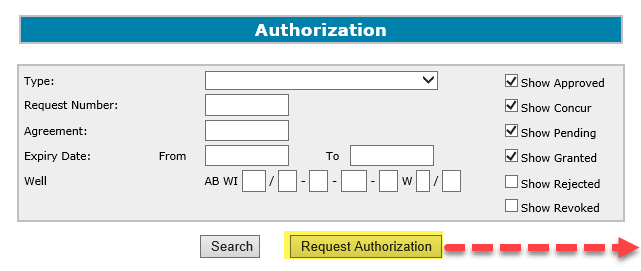 Authorization
Type: Show Approved
Request Number: Show Concur
Agreement: Show Pending
Expiry Date: From To Show Granted
Well AB WI / - - - W / Show Rejected
Show Revoked
Search Request Authorization